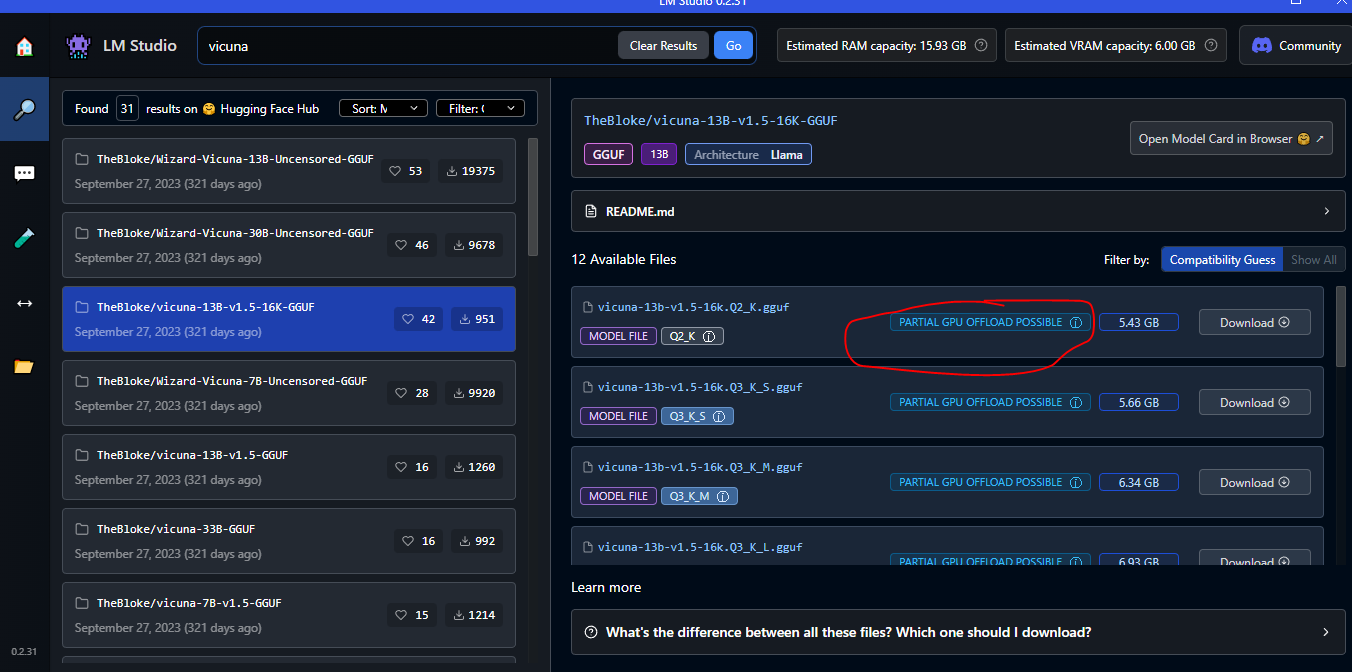 LM Studio 0.2.31
LM Studio
vicuna
Clear Results
Go
Estimated RAM capacity: 15.93 GB
Estimated VRAM capacity: 6.00 GB
Community
Found 31 results on 🤗 Hugging Face Hub
Sort: M
Filter: (
TheBloke/Wizard-Vicuna-13B-Uncensored-GGUF
September 27, 2023 (321 days ago)
53
19375
TheBloke/Wizard-Vicuna-30B-Uncensored-GGUF
September 27, 2023 (321 days ago)
46
9678
TheBloke/vicuna-13B-v1.5-16K-GGUF
September 27, 2023 (321 days ago)
42
951
TheBloke/Wizard-Vicuna-7B-Uncensored-GGUF
September 27, 2023 (321 days ago)
28
9920
TheBloke/vicuna-13B-v1.5-GGUF
September 27, 2023 (321 days ago)
16
1260
TheBloke/vicuna-33B-GGUF
September 27, 2023 (321 days ago)
16
992
TheBloke/vicuna-7B-v1.5-GGUF
September 27, 2023 (321 days ago)
15
1214
0.2.31
TheBloke/vicuna-13B-v1.5-16K-GGUF
GGUF
13B
Architecture Llama
Open Model Card in Browser 🤗 ↗
README.md
12 Available Files
Filter by:
Compatibility Guess
Show All
vicuna-13b-v1.5-16k.Q2_K.gguf
MODEL FILE
Q2_K
PARTIAL GPU OFFLOAD POSSIBLE
5.43 GB
Download
vicuna-13b-v1.5-16k.Q3_K_S.gguf
MODEL FILE
Q3_K_S
PARTIAL GPU OFFLOAD POSSIBLE
5.66 GB
Download
vicuna-13b-v1.5-16k.Q3_K_M.gguf
MODEL FILE
Q3_K_M
PARTIAL GPU OFFLOAD POSSIBLE
6.34 GB
Download
vicuna-13b-v1.5-16k.Q3_K_L.gguf
PARTIAL GPU OFFLOAD POSSIBLE
6.93 GB
Download
Learn more
What's the difference between all these files? Which one should I download?